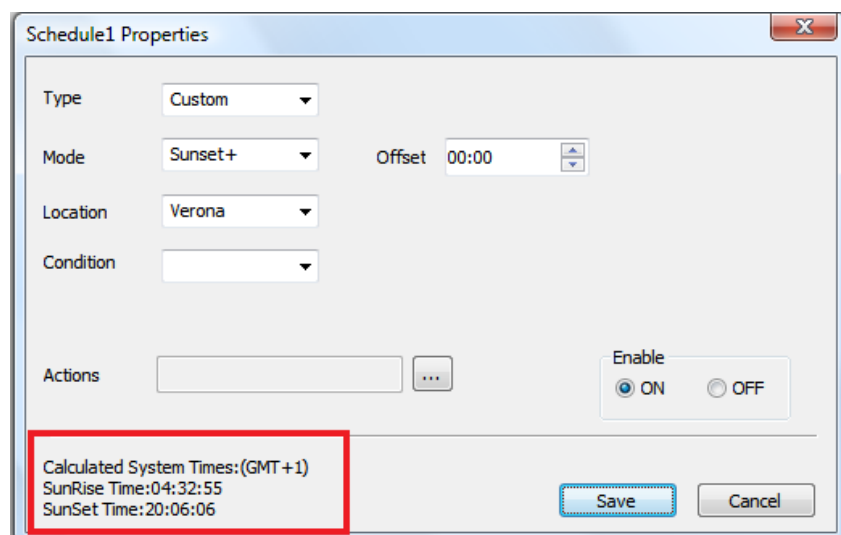 Schedule1 Properties
Type Custom
Mode Sunset+ Offset 00:00
Location Verona
Condition
Actions ...
Enable
ON OFF
Calculated System Times:(GMT+1)
SunRise Time:04:32:55
SunSet Time:20:06:06
Save Cancel